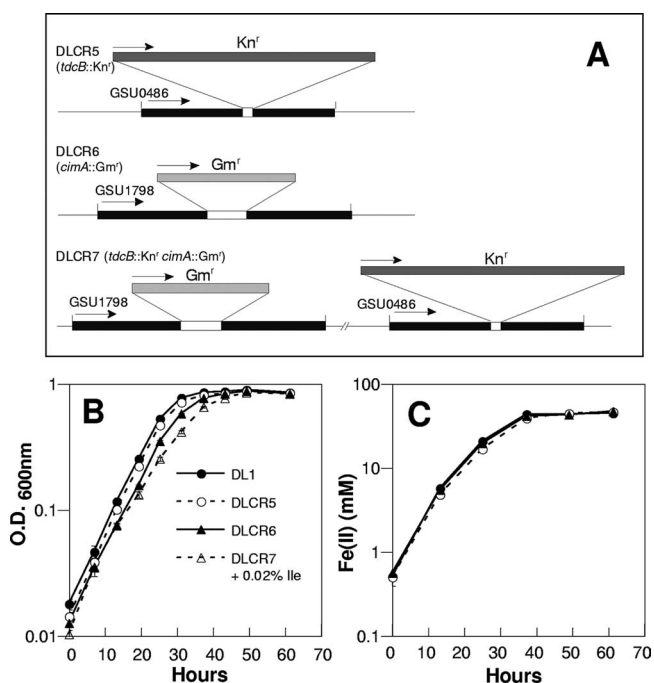 A
DLCR5
(tdcB::Knʳ)
Knʳ
GSU0486
DLCR6
(cimA::Gmʳ)
Gmʳ
GSU1798
DLCR7 (tdcB::Knʳ cimA::Gmʳ)
Gmʳ
Knʳ
GSU1798
GSU0486
//
B
O.D. 600nm
1
0.1
0.01
DL1
DLCR5
DLCR6
DLCR7
+ 0.02% Ile
0 10 20 30 40 50 60 70
Hours
C
Fe(II) (mM)
100
10
1
0.1
0 10 20 30 40 50 60 70
Hours